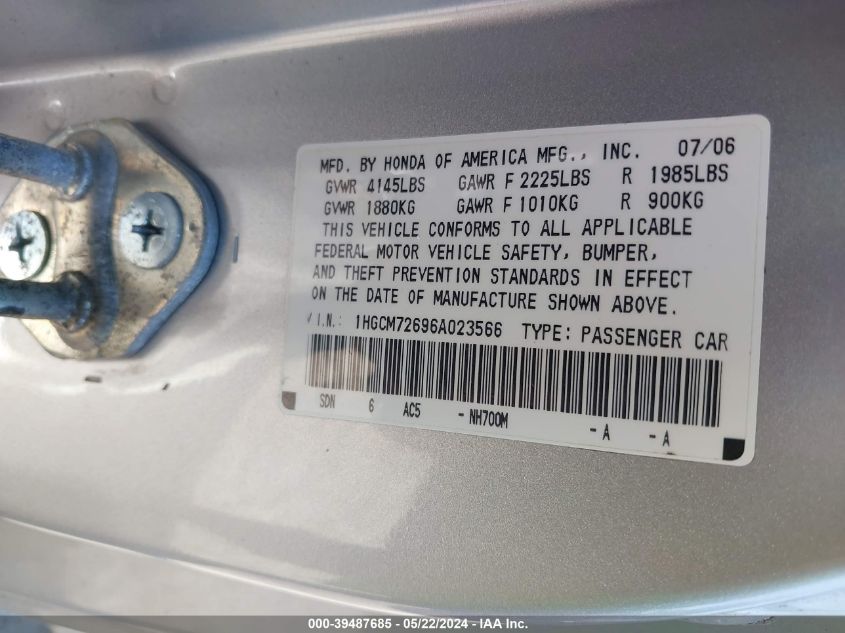 MFD. BY HONDA OF AMERICA MFG., INC. 07/06
GVWR 4145LBS GAWR F 2225LBS R 1985LBS
GVWR 1880KG GAWR F 1010KG R 900KG
THIS VEHICLE CONFORMS TO ALL APPLICABLE
FEDERAL MOTOR VEHICLE SAFETY, BUMPER,
AND THEFT PREVENTION STANDARDS IN EFFECT
ON THE DATE OF MANUFACTURE SHOWN ABOVE.
V.I.N.: 1HGCM72696A023566 TYPE: PASSENGER CAR
SDN 6 AC5 -NH700M -A -A
000-39487685 - 05/22/2024 - IAA Inc.